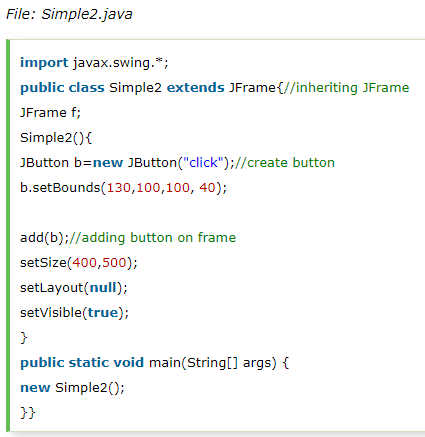 File: Simple2.java
import javax.swing.*;
public class Simple2 extends JFrame{//inheriting JFrame
JFrame f;
Simple2(){
JButton b=new JButton("click");//create button
b.setBounds(130,100,100, 40);
add(b);//adding button on frame
setSize(400,500);
setLayout(null);
setVisible(true);
}
public static void main(String[] args) {
new Simple2();
}}